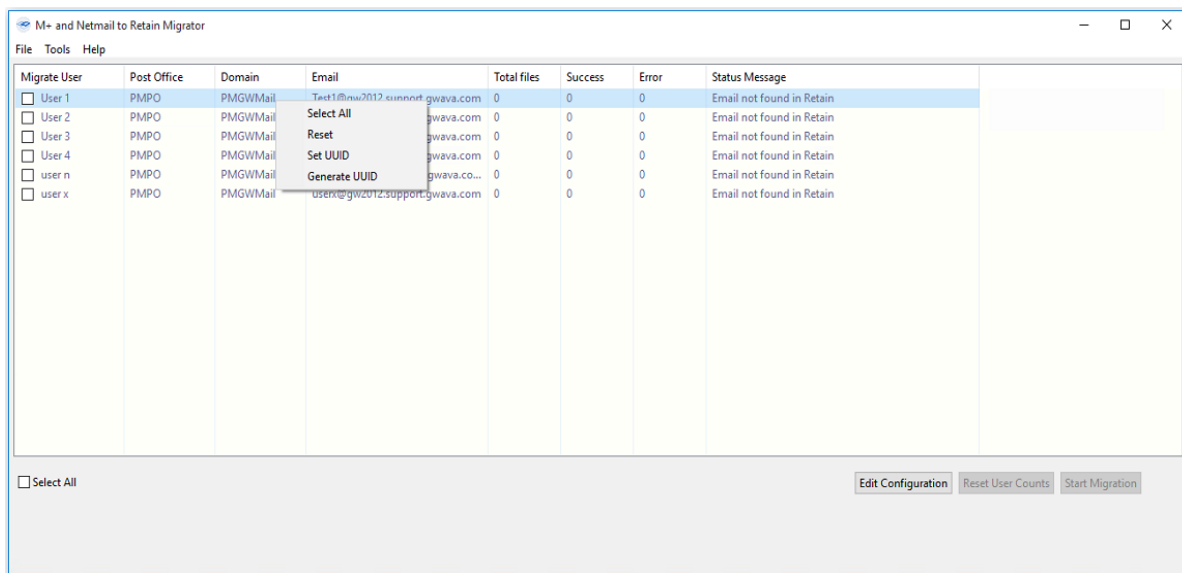 M+ and Netmail to Retain Migrator
File Tools Help
Migrate User Post Office Domain Email Total files Success Error Status Message
User 1 PMPO PMGWMail Test1@gw2012.support.gwava.com 0 0 0 Email not found in Retain
User 2 PMPO PMGWMail gwava.com 0 0 0 Email not found in Retain
User 3 PMPO PMGWMail gwava.com 0 0 0 Email not found in Retain
User 4 PMPO PMGWMail gwava.com 0 0 0 Email not found in Retain
user n PMPO PMGWMail gwava.co... 0 0 0 Email not found in Retain
user x PMPO PMGWMail userx@gw2012.support.gwava.com 0 0 0 Email not found in Retain
Select All
Reset
Set UUID
Generate UUID
Select All Edit Configuration Reset User Counts Start Migration